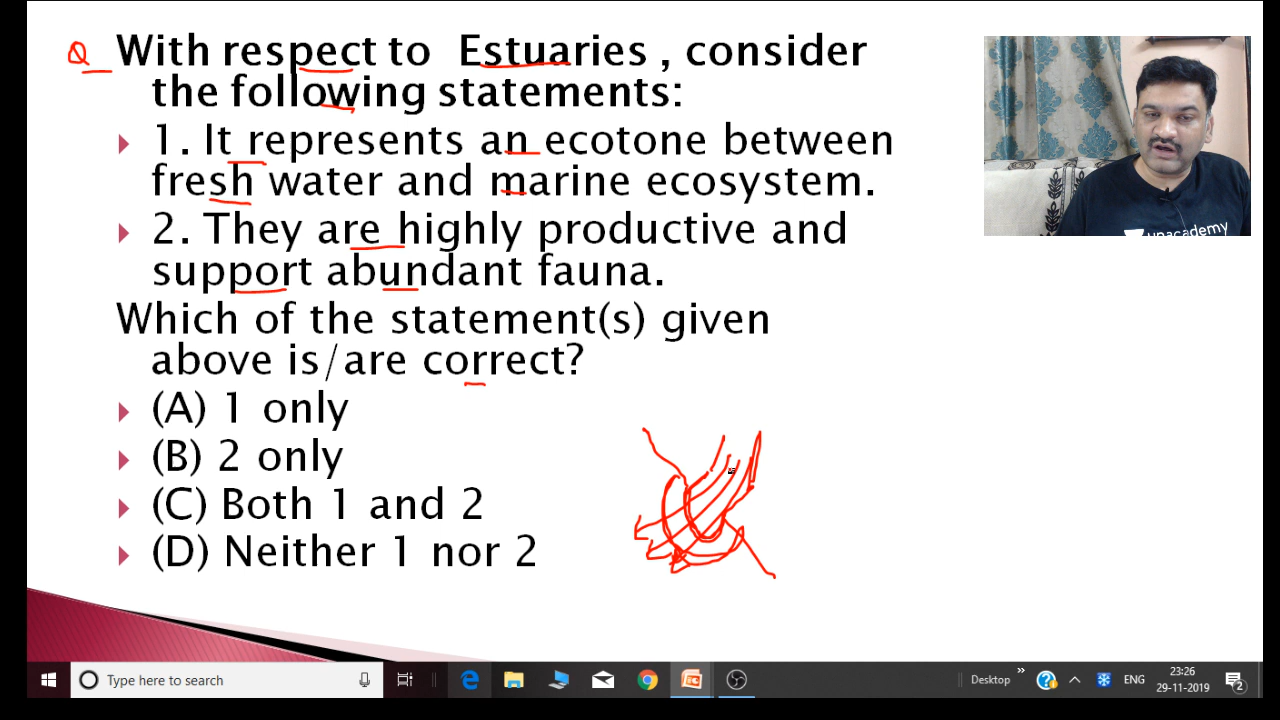 Q With respect to Estuaries , consider
the following statements:
1. It represents an ecotone between
fresh water and marine ecosystem.
2. They are highly productive and
support abundant fauna.
Which of the statement(s) given
above is/are correct?
(A) 1 only
(B) 2 only
(C) Both 1 and 2
(D) Neither 1 nor 2
unacademy
Type here to search
Desktop
ENG
23:26
29-11-2019
2